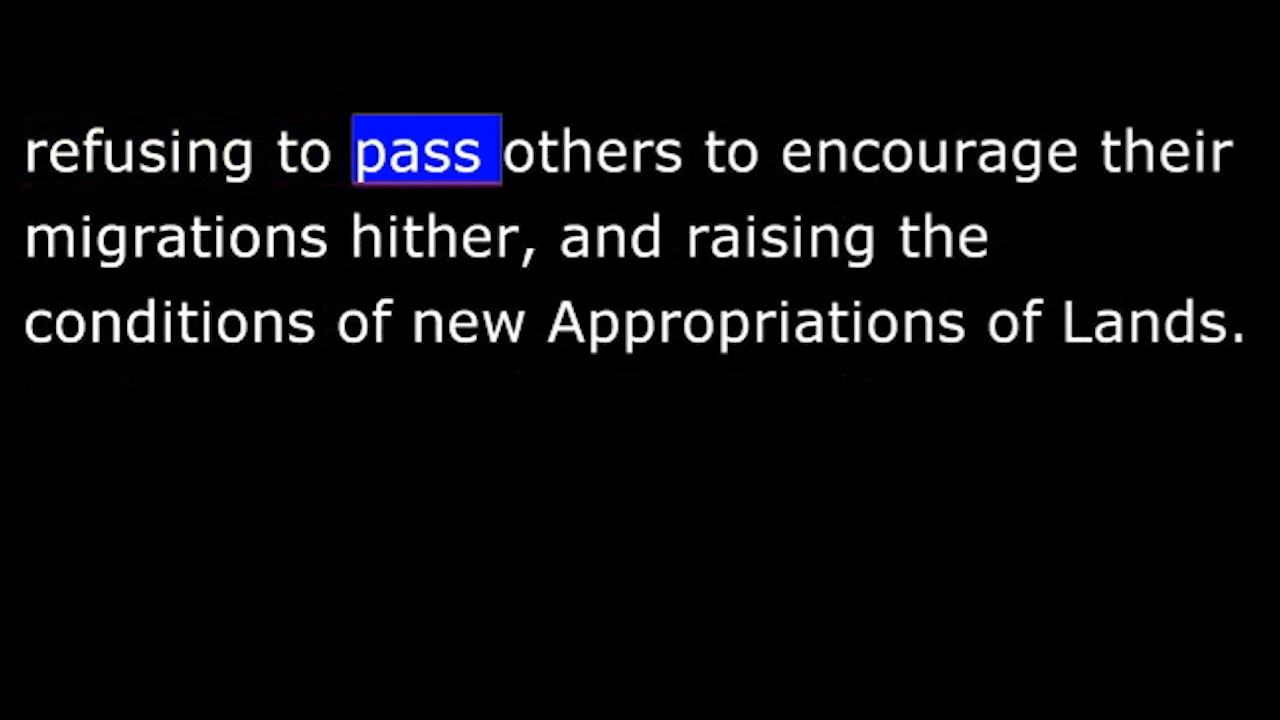 refusing to pass others to encourage their
migrations hither, and raising the
conditions of new Appropriations of Lands.